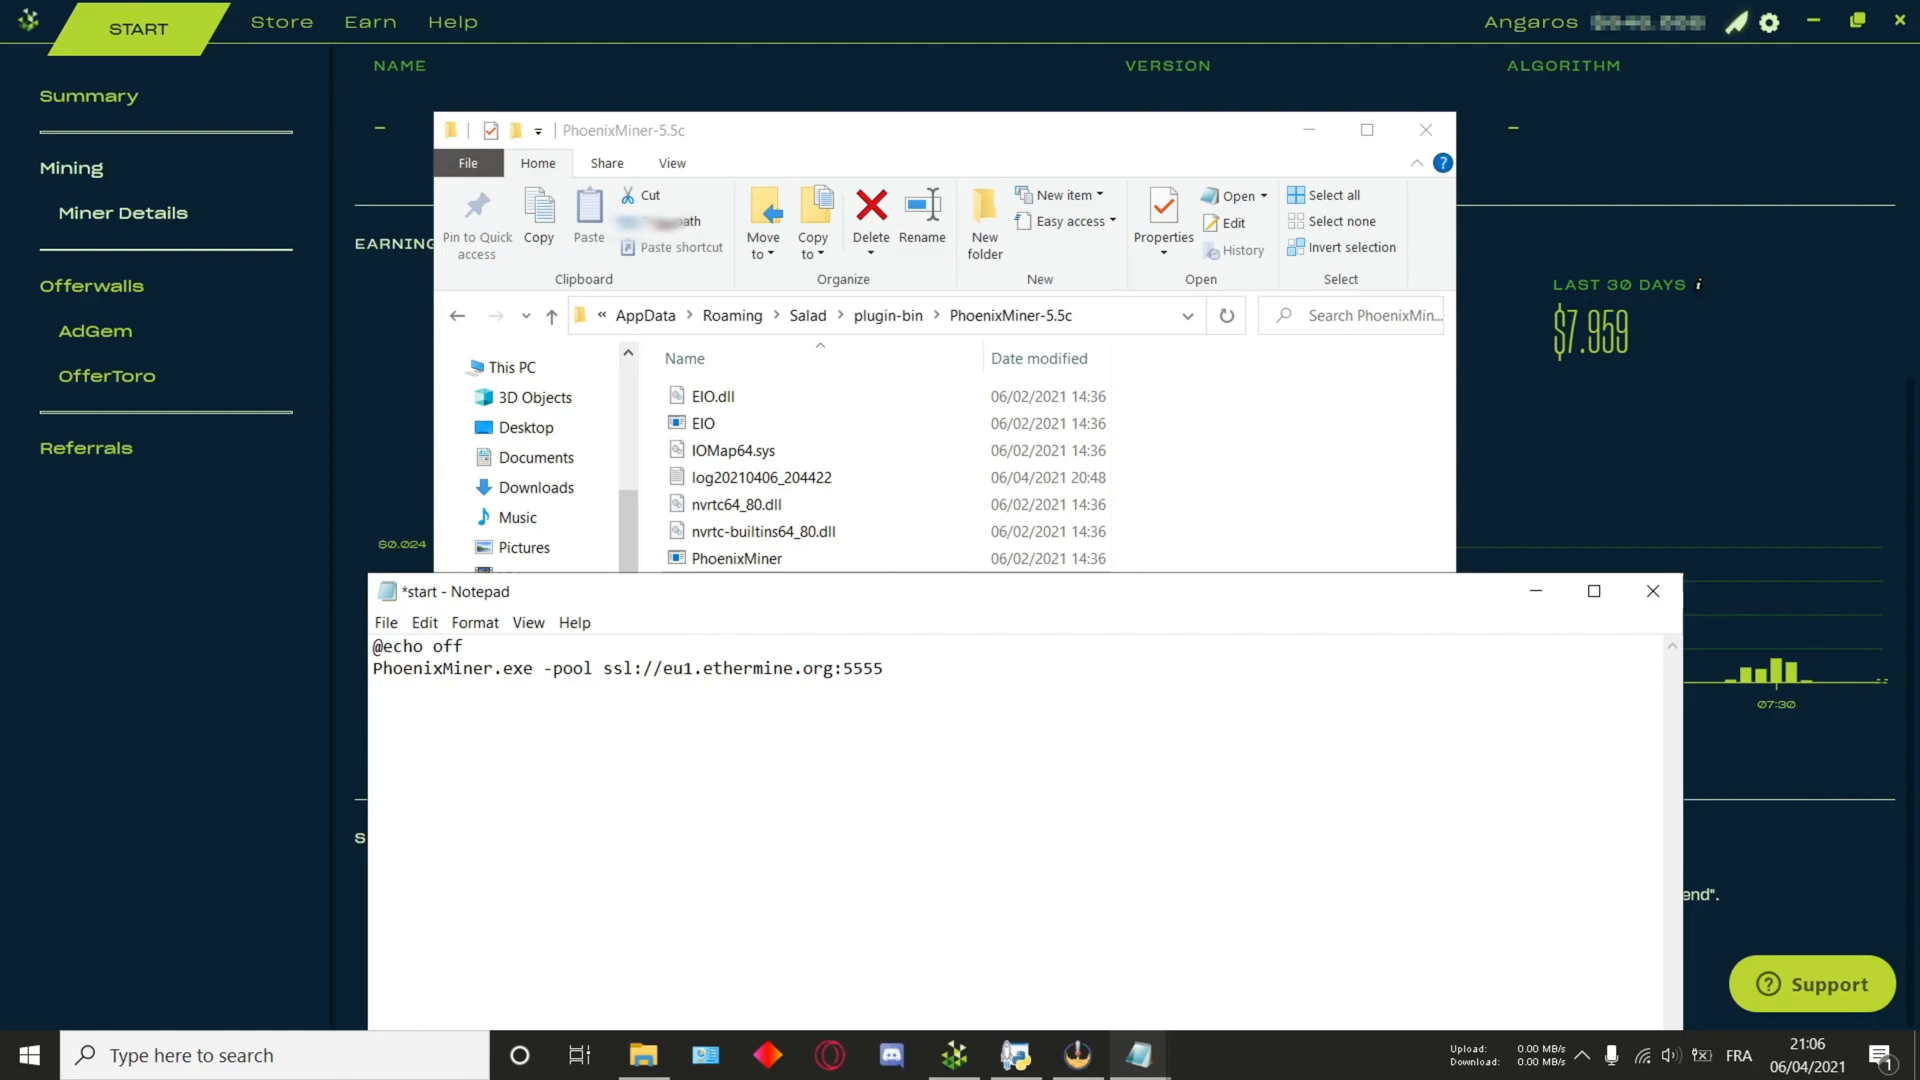 START
Store
Earn
Help
Angaros
NAME
VERSION
ALGORITHM
Summary
–
–
Mining
Miner Details
Offerwalls
AdGem
OfferToro
Referrals
EARNING
LAST 30 DAYS i
$7.959
$0.024
07:30
S
end".
Support
PhoenixMiner-5.5c
File
Home
Share
View
Pin to Quick access
Copy
Paste
Cut
path
Paste shortcut
Clipboard
Move to
Copy to
Delete
Rename
Organize
New folder
New item
Easy access
New
Properties
Open
Edit
History
Open
Select all
Select none
Invert selection
Select
« AppData > Roaming > Salad > plugin-bin > PhoenixMiner-5.5c
Search PhoenixMin...
This PC
3D Objects
Desktop
Documents
Downloads
Music
Pictures
Name
Date modified
EIO.dll 06/02/2021 14:36
EIO 06/02/2021 14:36
IOMap64.sys 06/02/2021 14:36
log20210406_204422 06/04/2021 20:48
nvrtc64_80.dll 06/02/2021 14:36
nvrtc-builtins64_80.dll 06/02/2021 14:36
PhoenixMiner 06/02/2021 14:36
*start - Notepad
File Edit Format View Help
@echo off
PhoenixMiner.exe -pool ssl://eu1.ethermine.org:5555
Type here to search
Upload: 0.00 MB/s
Download: 0.00 MB/s
FRA
21:06
06/04/2021
1